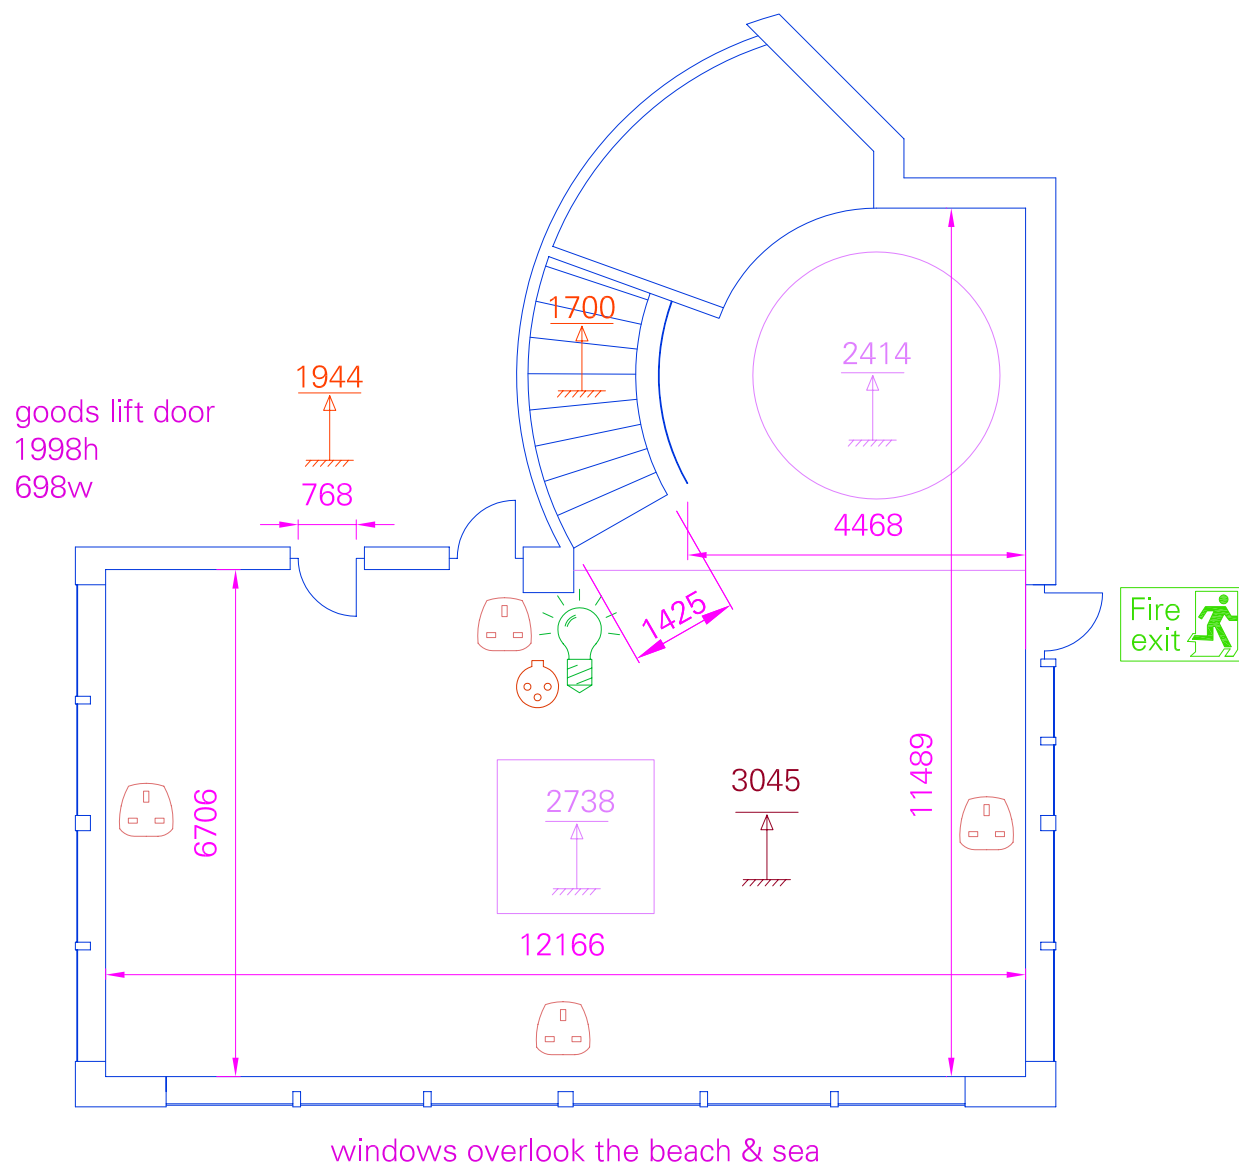 1700
2414
1944
goods lift door
1998h
698w
768
4468
Fire
exit
1425
3045
2738
11489
6706
12166
windows overlook the beach & sea